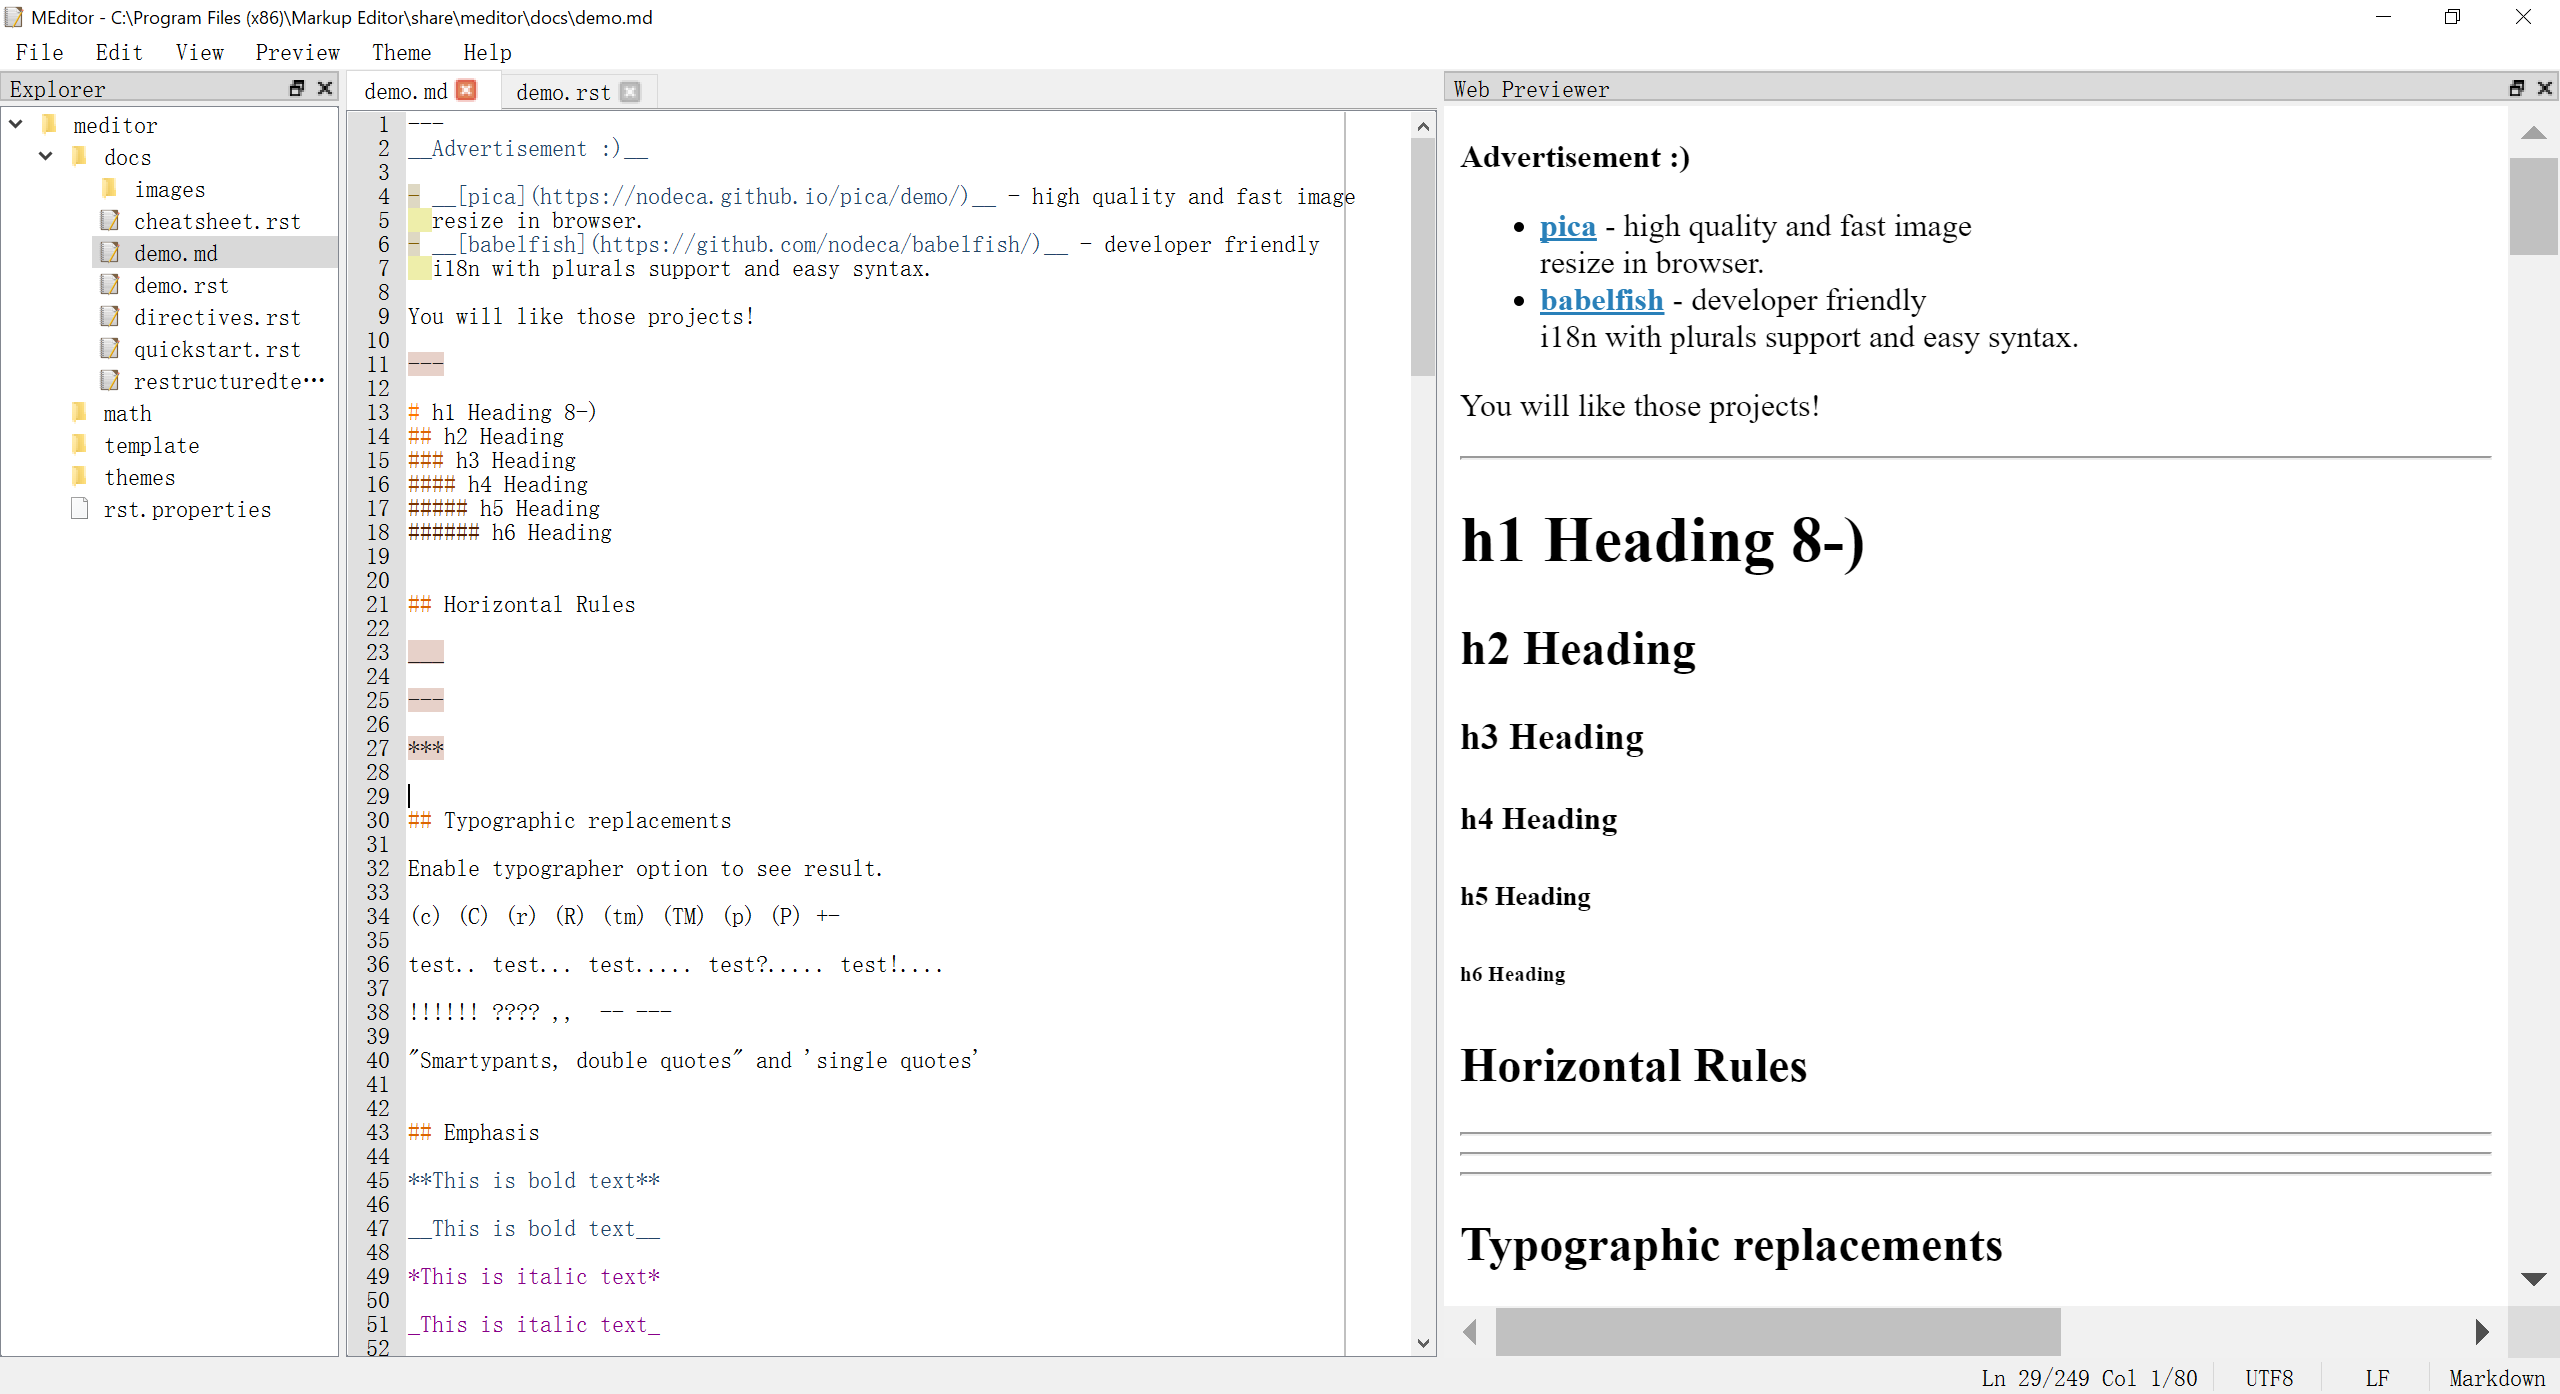 MEditor - C:\Program Files (x86)\Markup Editor\share\meditor\docs\demo.md
File Edit View Preview Theme Help
Explorer
meditor
docs
images
cheatsheet.rst
demo.md
demo.rst
directives.rst
quickstart.rst
restructuredte···
math
template
themes
rst.properties
demo.md demo.rst
1 ---
2 __Advertisement :)__
3
4 - __[pica](https://nodeca.github.io/pica/demo/)__ - high quality and fast image
5 resize in browser.
6 - __[babelfish](https://github.com/nodeca/babelfish/)__ - developer friendly
7 i18n with plurals support and easy syntax.
8
9 You will like those projects!
10
11 ---
12
13 # h1 Heading 8-)
14 ## h2 Heading
15 ### h3 Heading
16 #### h4 Heading
17 ##### h5 Heading
18 ###### h6 Heading
19
20
21 ## Horizontal Rules
22
23 ___
24
25 ---
26
27 ***
28
29
30 ## Typographic replacements
31
32 Enable typographer option to see result.
33
34 (c) (C) (r) (R) (tm) (TM) (p) (P) +-
35
36 test.. test... test..... test?..... test!....
37
38 !!!!!! ???? ,,  -- ---
39
40 "Smartypants, double quotes" and 'single quotes'
41
42
43 ## Emphasis
44
45 **This is bold text**
46
47 __This is bold text__
48
49 *This is italic text*
50
51 _This is italic text_
52
Web Previewer
Advertisement :)
• pica - high quality and fast image
resize in browser.
• babelfish - developer friendly
i18n with plurals support and easy syntax.
You will like those projects!
h1 Heading 8-)
h2 Heading
h3 Heading
h4 Heading
h5 Heading
h6 Heading
Horizontal Rules
Typographic replacements
Ln 29/249 Col 1/80 UTF8 LF Markdown